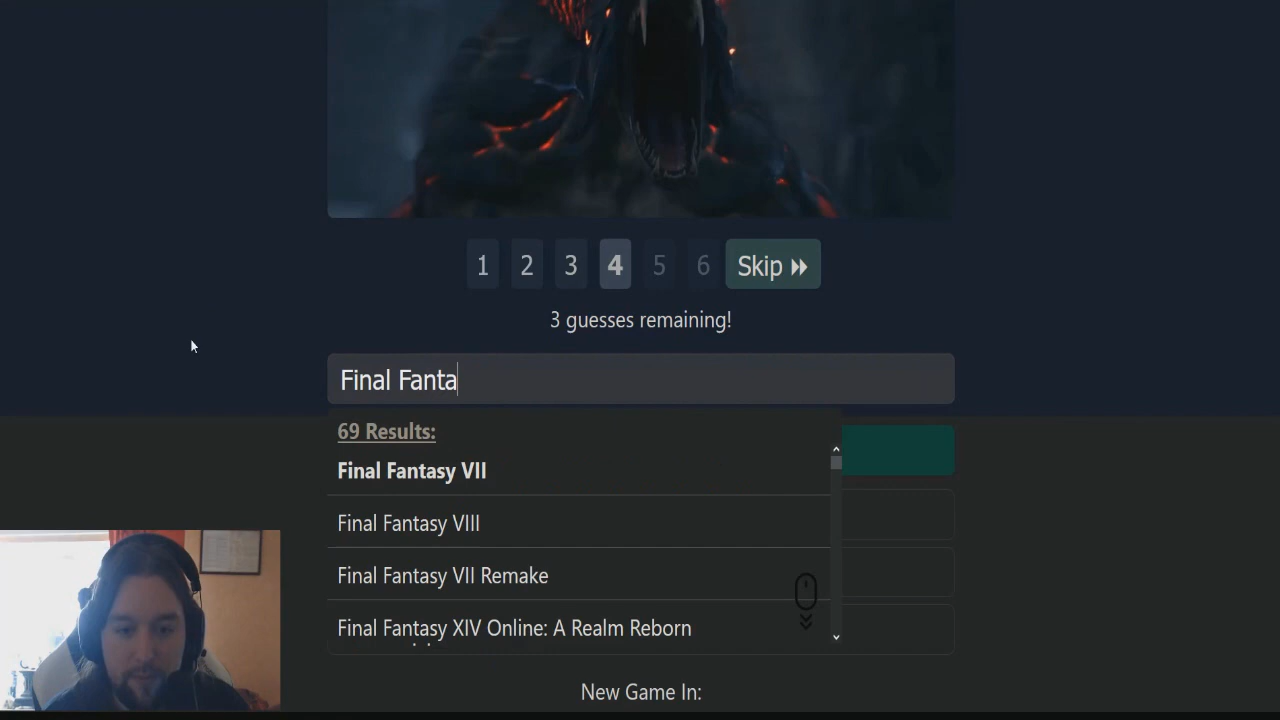 1 2 3 4 5 6 Skip
3 guesses remaining!
Final Fanta
69 Results:
Final Fantasy VII
Final Fantasy VIII
Final Fantasy VII Remake
Final Fantasy XIV Online: A Realm Reborn
New Game In: